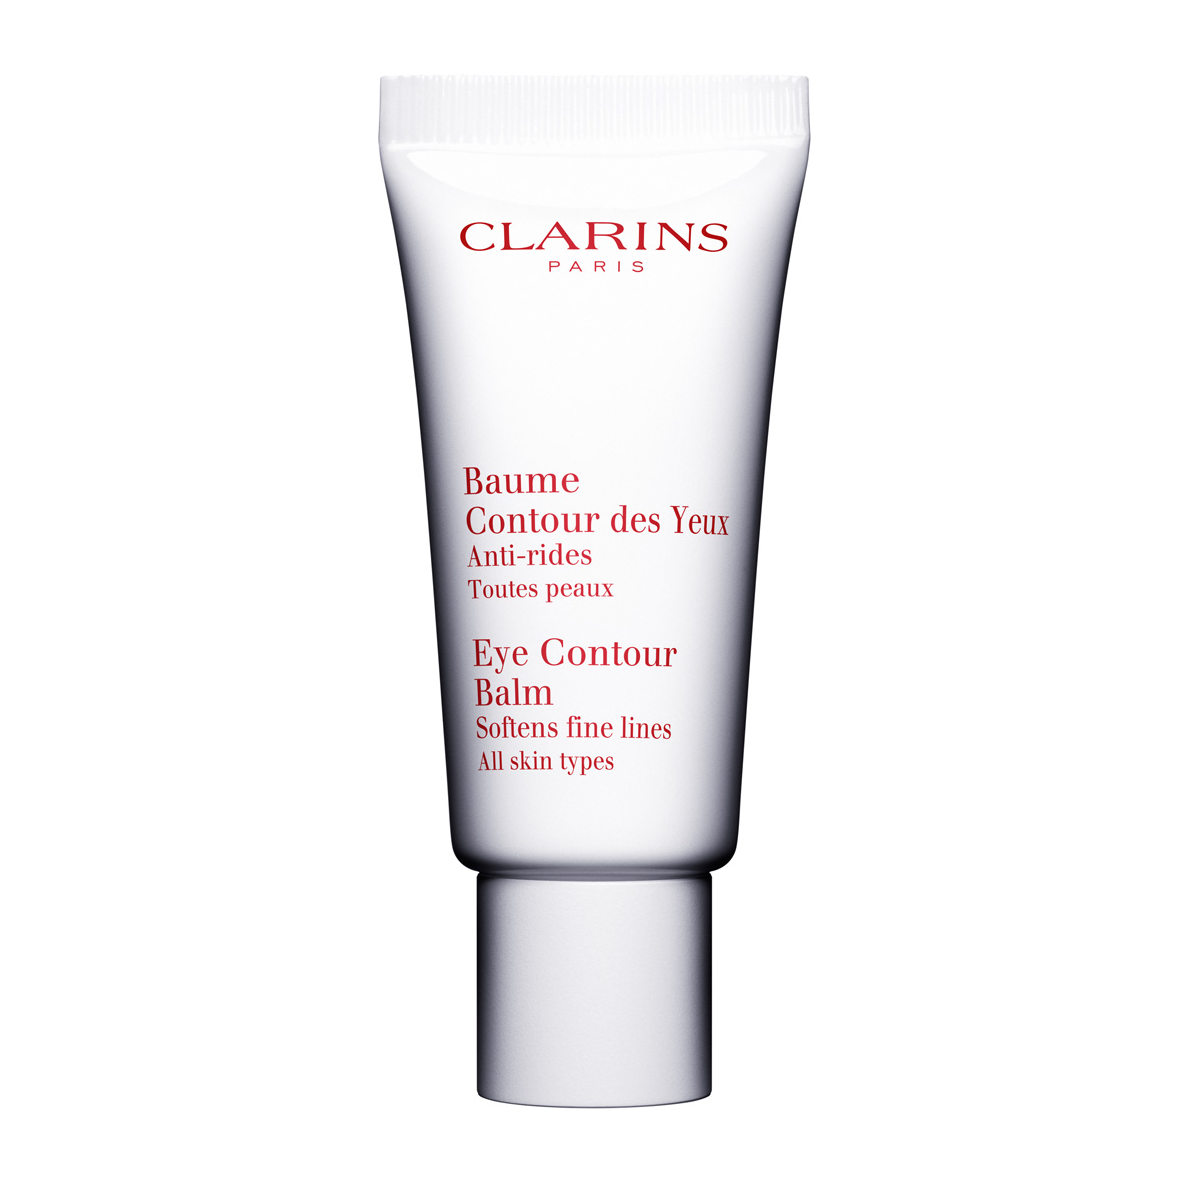 CLARINS
PARIS
Baume
Contour des Yeux
Anti-rides
Toutes peaux
Eye Contour
Balm
Softens fine lines
All skin types